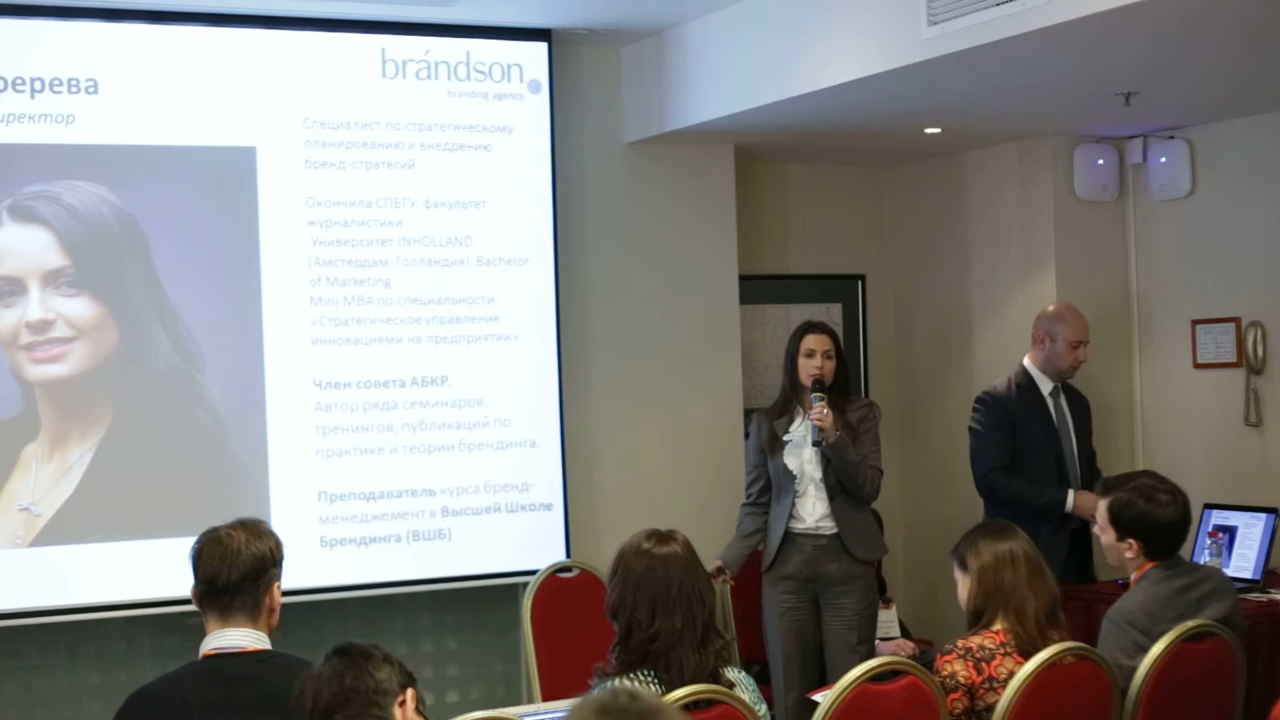 ерева
иректор
brándson
branding agency
Специалист по стратегическому
планированию и внедрению
бренд-стратегий.
Окончила СПБГУ, факультет
журналистики
Университет INHOLLAND
(Амстердам, Голландия). Bachelor
of Marketing
Mini MBA по специальности:
«Стратегическое управление
инновациями на предприятии»
Член совета АБКР.
Автор ряда семинаров,
тренингов, публикаций по
практике и теории брендинга.
Преподаватель курса бренд-
менеджемент в Высшей Школе
Брендинга (ВШБ)